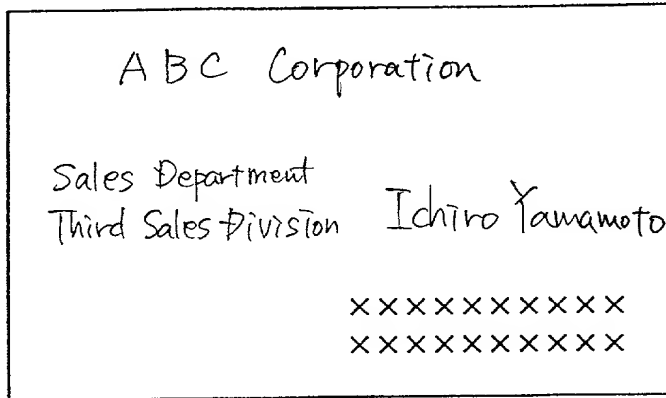 ABC Corporation
Sales Department
Third Sales Division
Ichiro Yamamoto
××××××××××
××××××××××